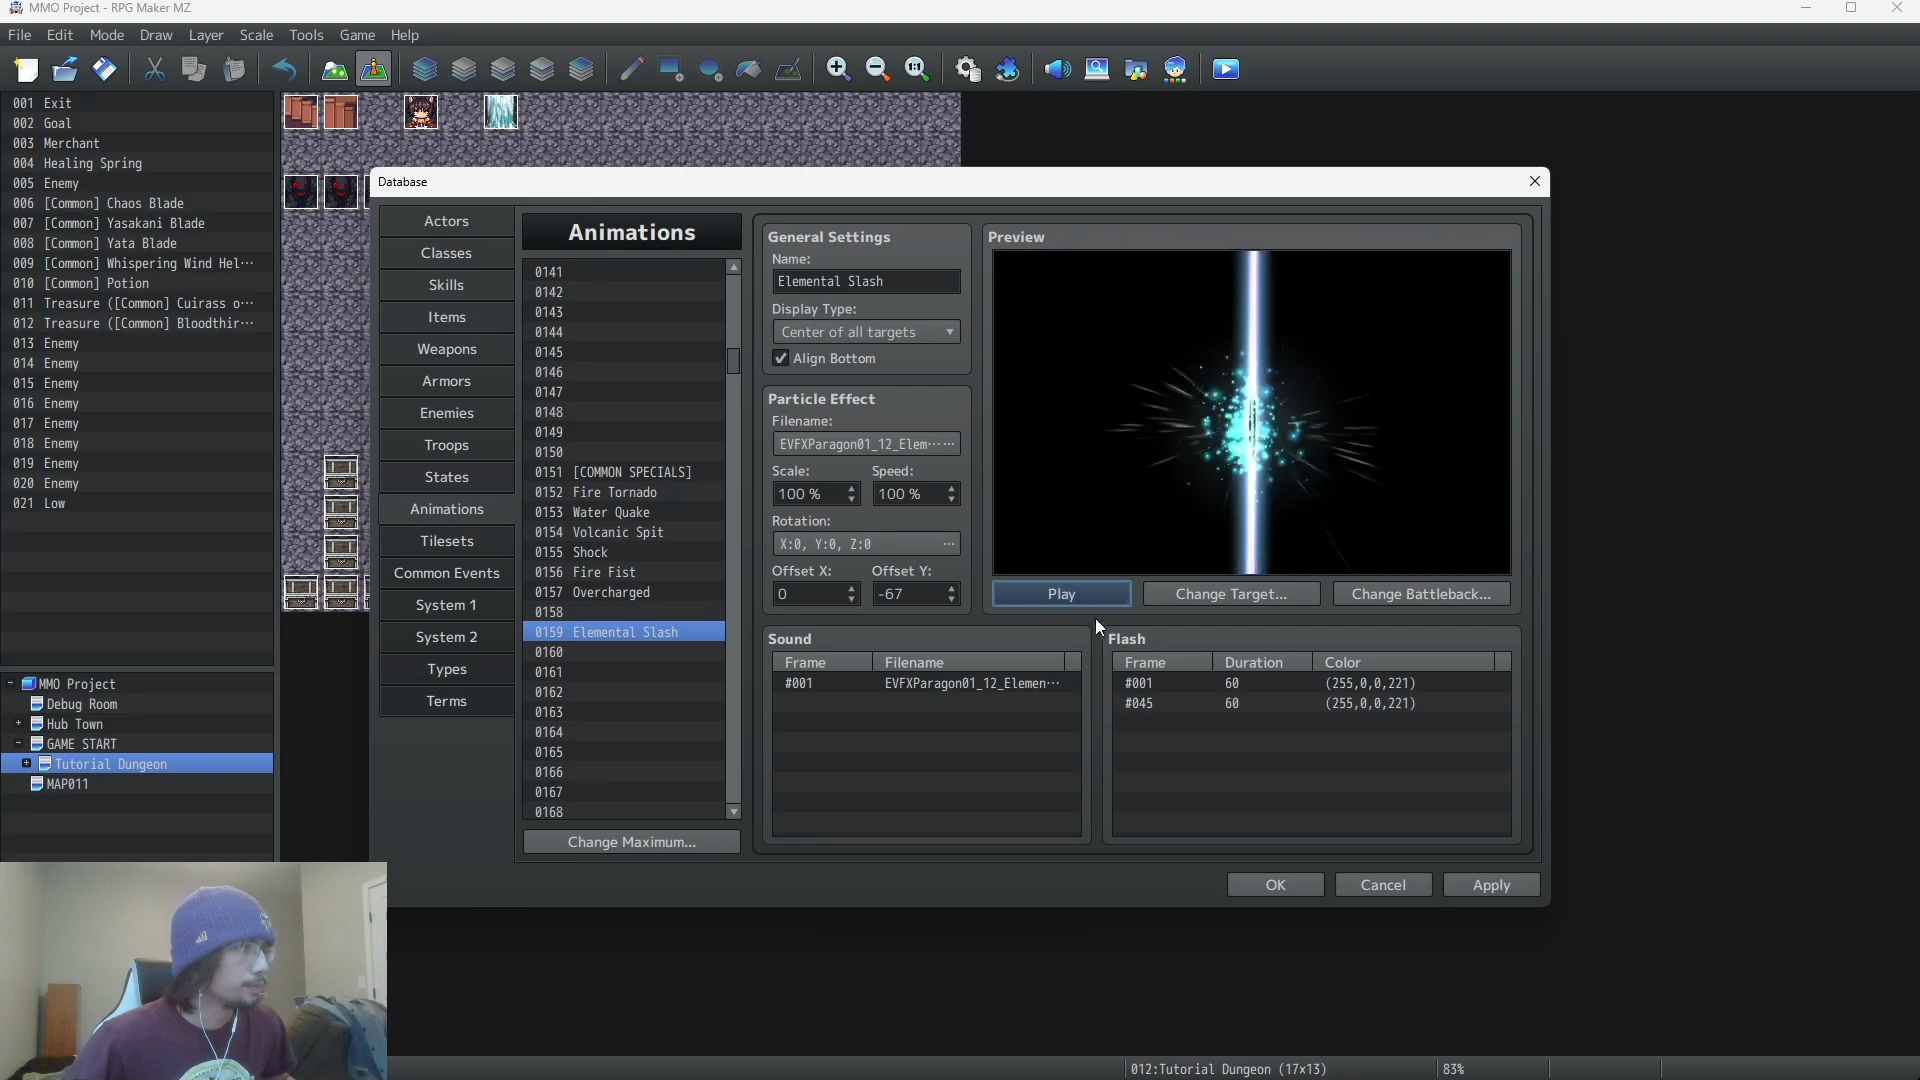 MMO Project - RPG Maker MZ
File Edit Mode Draw Layer Scale Tools Game Help
001 Exit
002 Goal
003 Merchant
004 Healing Spring
005 Enemy
006 [Common] Chaos Blade
007 [Common] Yasakani Blade
008 [Common] Yata Blade
009 [Common] Whispering Wind Hel…
010 [Common] Potion
011 Treasure ([Common] Cuirass o…
012 Treasure ([Common] Bloodthir…
013 Enemy
014 Enemy
015 Enemy
016 Enemy
017 Enemy
018 Enemy
019 Enemy
020 Enemy
021 Low
MMO Project
Debug Room
Hub Town
GAME START
Tutorial Dungeon
MAP011
Database
Actors
Classes
Skills
Items
Weapons
Armors
Enemies
Troops
States
Animations
Tilesets
Common Events
System 1
System 2
Types
Terms
Animations
0141
0142
0143
0144
0145
0146
0147
0148
0149
0150
0151 [COMMON SPECIALS]
0152 Fire Tornado
0153 Water Quake
0154 Volcanic Spit
0155 Shock
0156 Fire Fist
0157 Overcharged
0158
0159 Elemental Slash
0160
0161
0162
0163
0164
0165
0166
0167
0168
Change Maximum...
General Settings
Name:
Elemental Slash
Display Type:
Center of all targets
Align Bottom
Particle Effect
Filename:
EVFXParagon01_12_Elem… …
Scale: Speed:
100 % 100 %
Rotation:
X:0, Y:0, Z:0 …
Offset X: Offset Y:
0 -67
Preview
Play Change Target... Change Battleback...
Sound
Frame Filename
#001 EVFXParagon01_12_Elemen…
Flash
Frame Duration Color
#001 60 (255,0,0,221)
#045 60 (255,0,0,221)
OK Cancel Apply
012:Tutorial Dungeon (17x13) 83%